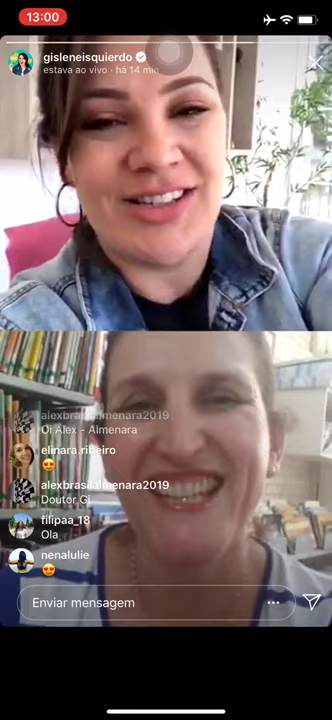 13:00
gisleneisquierdo
estava ao vivo • há 14 min
alexbrasilalmenara2019
Oi Alex - Almenara
elinara.ribeiro
😍
alexbrasilalmenara2019
Doutor Gi
filipaa_18
Ola
nenalulie
😍
Enviar mensagem